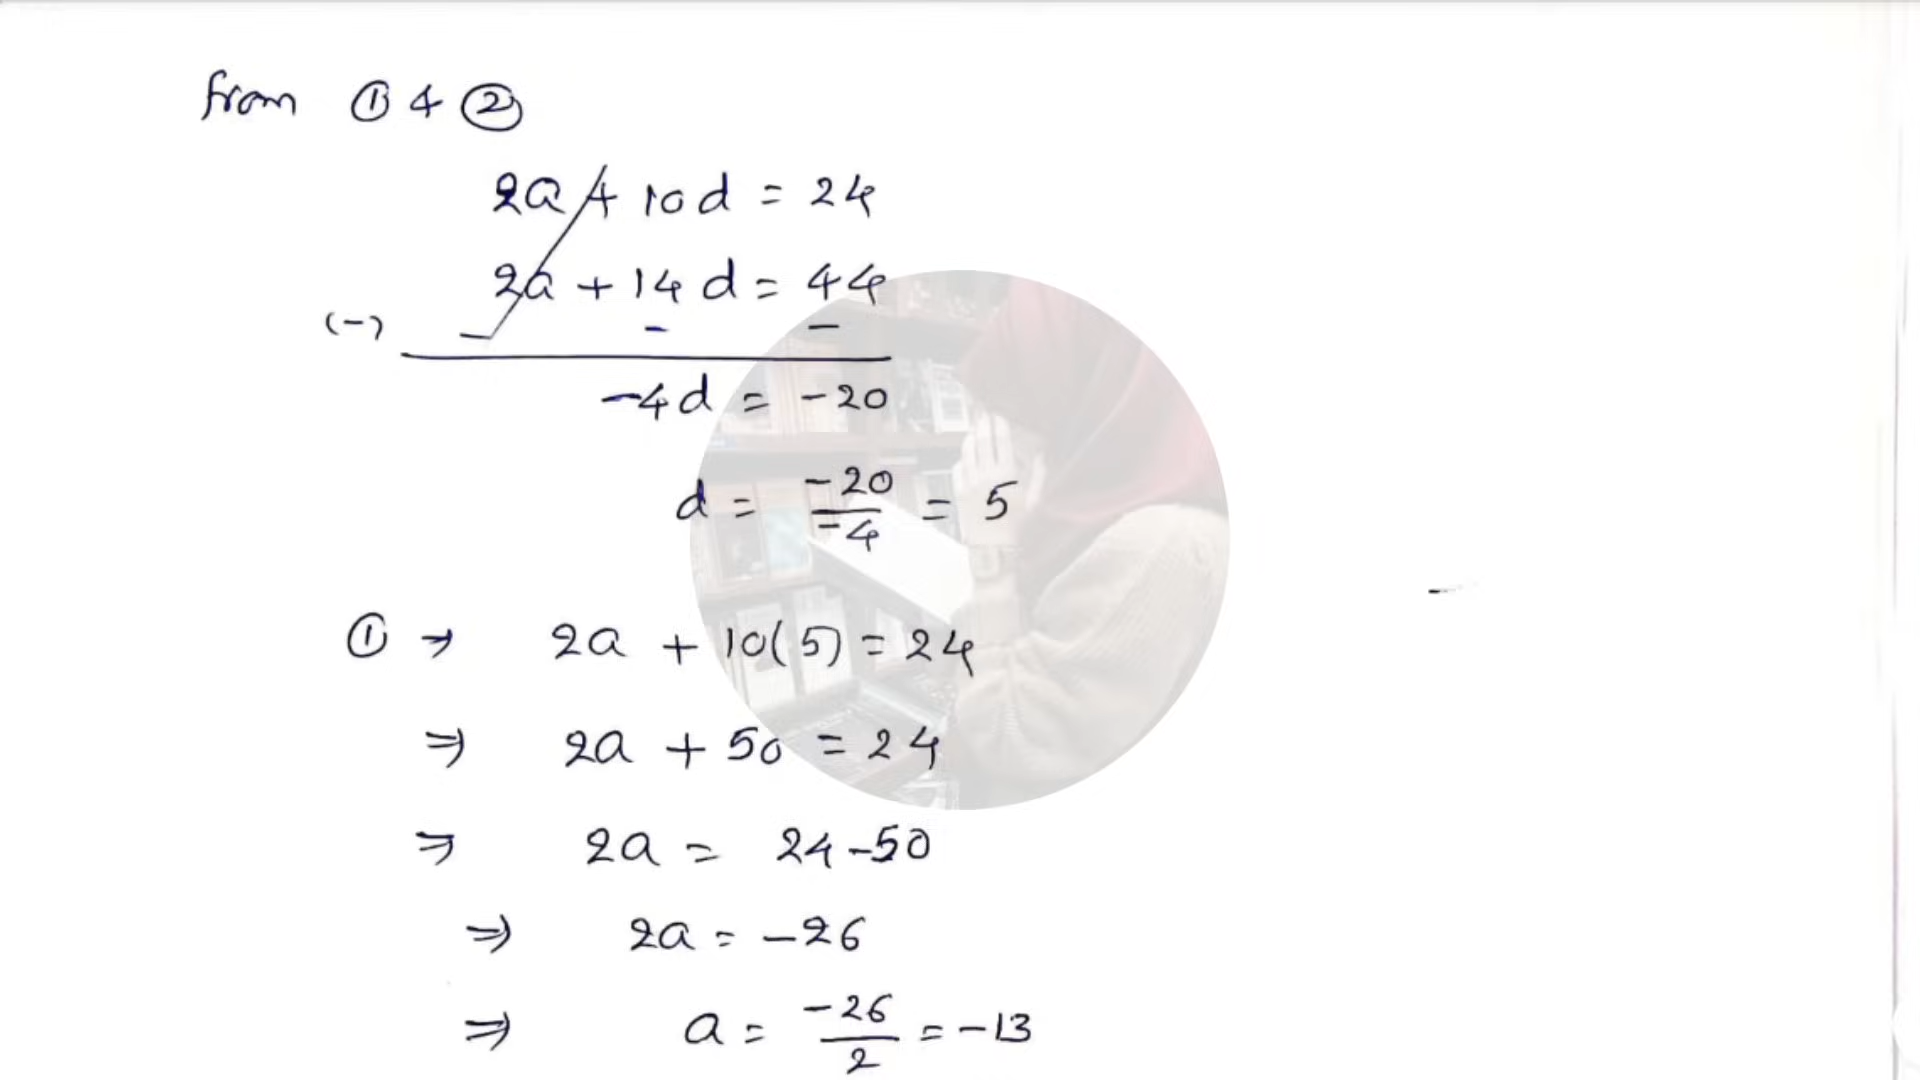 from ① & ②
2a + 10d = 24
2a + 14d = 44
(-) - - -
-4d = -20
d = -20/-4 = 5
① → 2a + 10(5) = 24
⇒ 2a + 50 = 24
⇒ 2a = 24-50
⇒ 2a = -26
⇒ a = -26/2 = -13